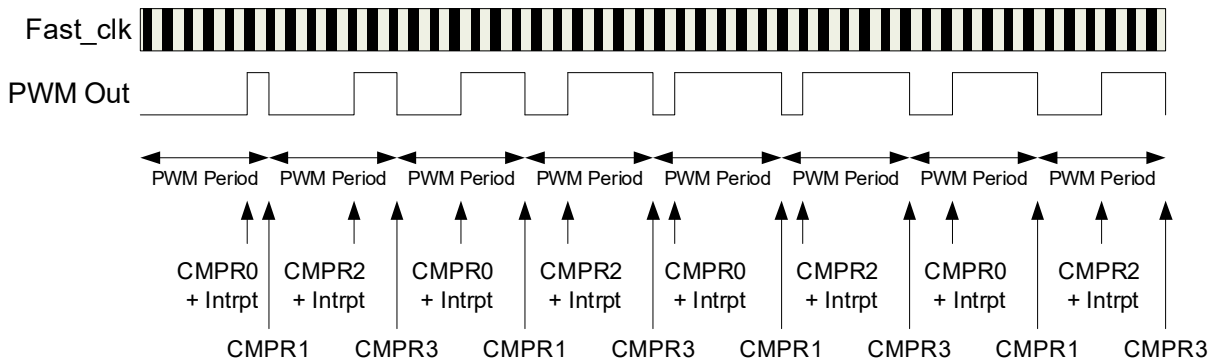 Fast_clk
PWM Out
PWM Period PWM Period PWM Period PWM Period PWM Period PWM Period PWM Period PWM Period
CMPR0 CMPR2 CMPR0 CMPR2 CMPR0 CMPR2 CMPR0 CMPR2
+ Intrpt + Intrpt + Intrpt + Intrpt + Intrpt + Intrpt + Intrpt + Intrpt
CMPR1 CMPR3 CMPR1 CMPR3 CMPR1 CMPR3 CMPR1 CMPR3